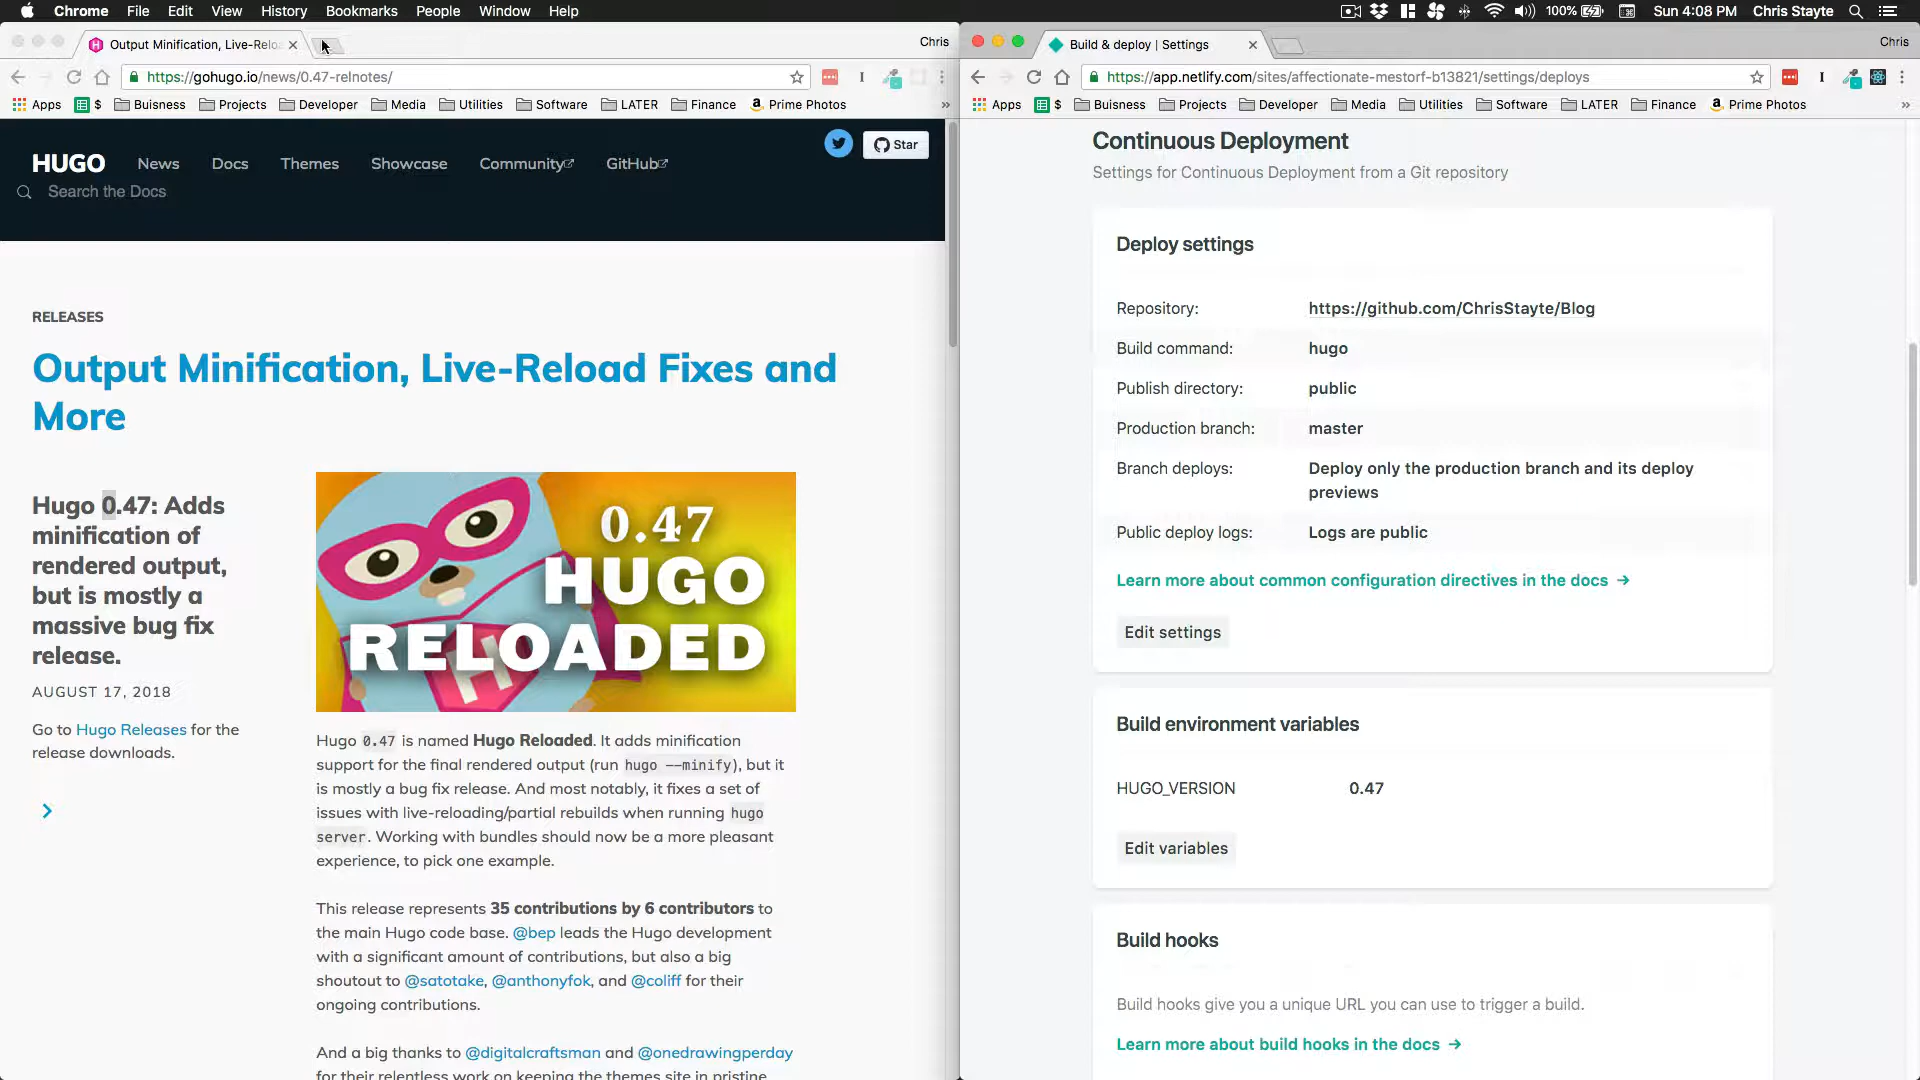 Chrome File Edit View History Bookmarks People Window Help
100% Sun 4:08 PM Chris Stayte
Output Minification, Live-Relo
Chris
https://gohugo.io/news/0.47-relnotes/
Apps $ Buisness Projects Developer Media Utilities Software LATER Finance Prime Photos »
HUGO News Docs Themes Showcase Community GitHub
Star
Search the Docs
RELEASES
Output Minification, Live-Reload Fixes and
More
Hugo 0.47: Adds
minification of
rendered output,
but is mostly a
massive bug fix
release.
AUGUST 17, 2018
Go to Hugo Releases for the
release downloads.
0.47
HUGO
RELOADED
H
Hugo 0.47 is named Hugo Reloaded. It adds minification
support for the final rendered output (run hugo --minify), but it
is mostly a bug fix release. And most notably, it fixes a set of
issues with live-reloading/partial rebuilds when running hugo
server. Working with bundles should now be a more pleasant
experience, to pick one example.
This release represents 35 contributions by 6 contributors to
the main Hugo code base. @bep leads the Hugo development
with a significant amount of contributions, but also a big
shoutout to @satotake, @anthonyfok, and @coliff for their
ongoing contributions.
And a big thanks to @digitalcraftsman and @onedrawingperday
for their relentless work on keeping the themes site in pristine
Build & deploy | Settings
Chris
https://app.netlify.com/sites/affectionate-mestorf-b13821/settings/deploys
Apps $ Buisness Projects Developer Media Utilities Software LATER Finance Prime Photos »
Continuous Deployment
Settings for Continuous Deployment from a Git repository
Deploy settings
Repository: https://github.com/ChrisStayte/Blog
Build command: hugo
Publish directory: public
Production branch: master
Branch deploys: Deploy only the production branch and its deploy
previews
Public deploy logs: Logs are public
Learn more about common configuration directives in the docs →
Edit settings
Build environment variables
HUGO_VERSION 0.47
Edit variables
Build hooks
Build hooks give you a unique URL you can use to trigger a build.
Learn more about build hooks in the docs →